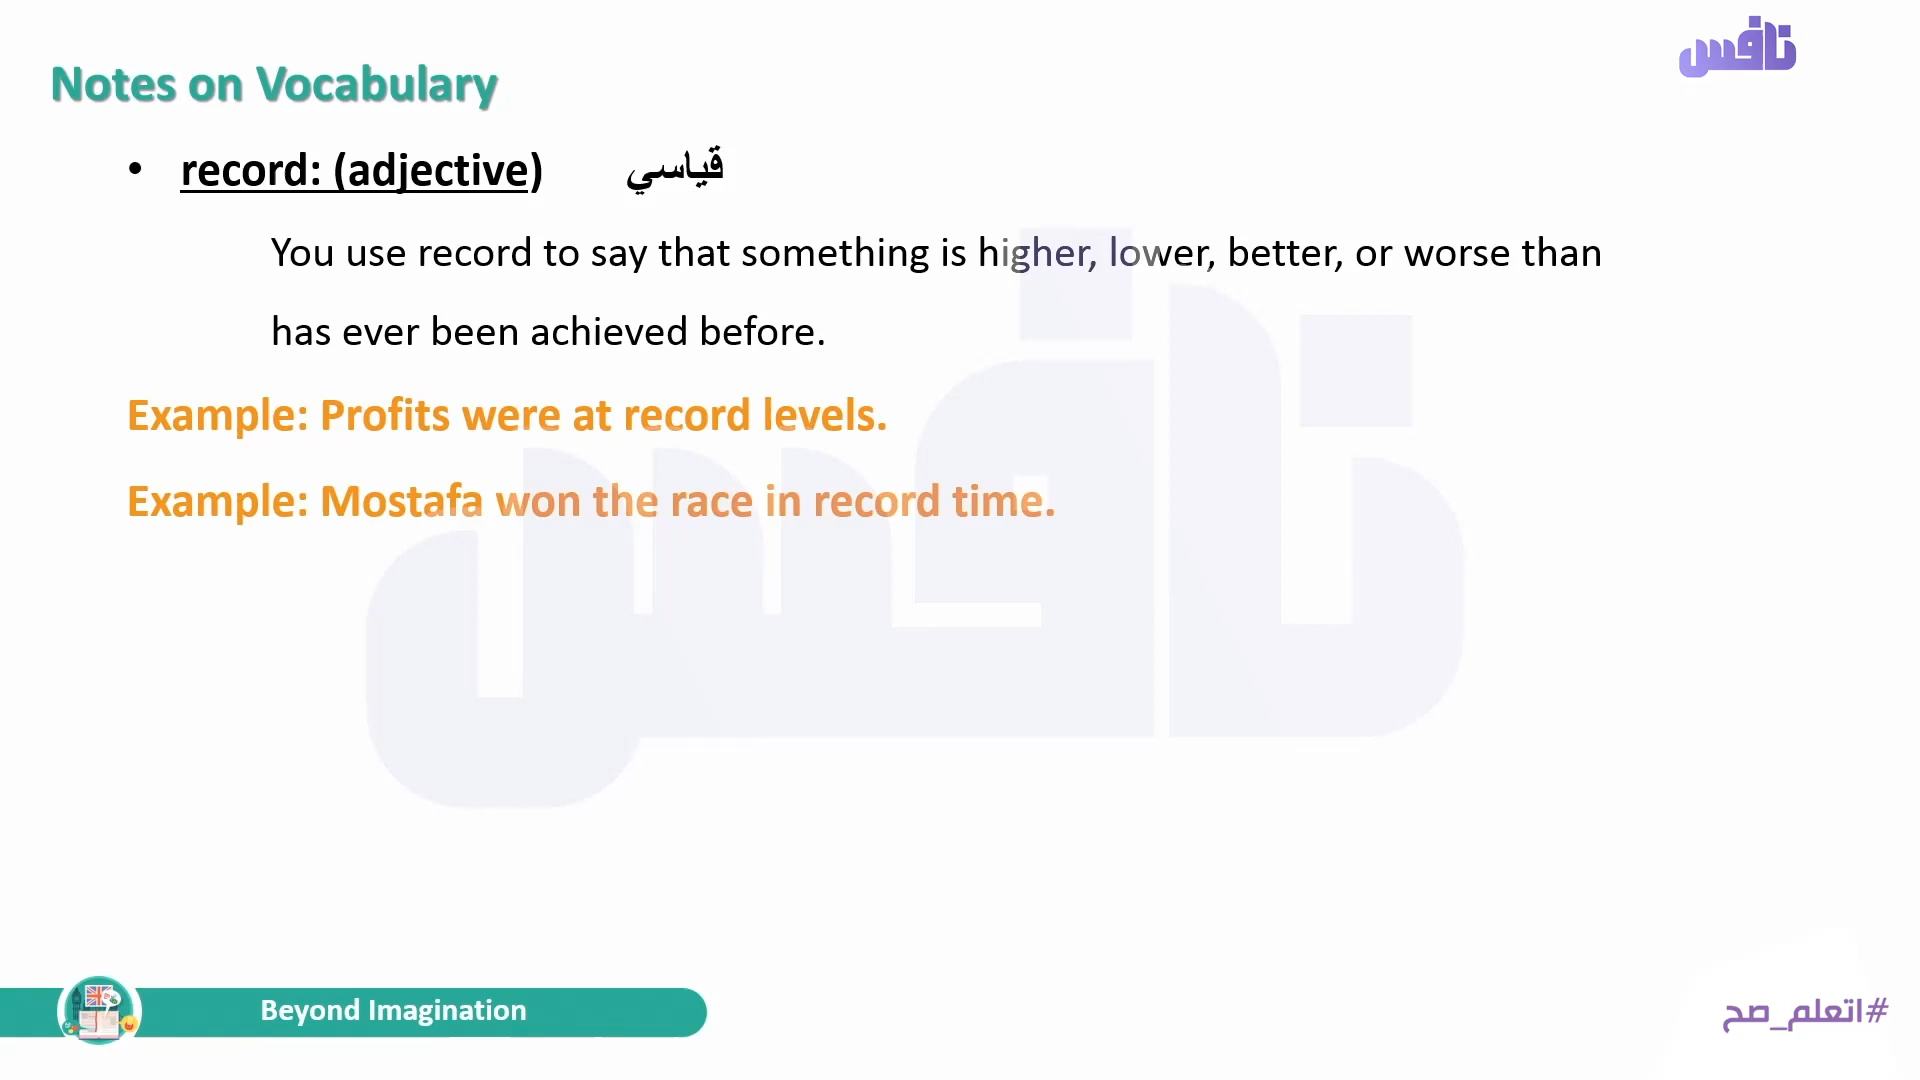 نافس
Notes on Vocabulary
• record: (adjective) قياسي
You use record to say that something is higher, lower, better, or worse than
has ever been achieved before.
Example: Profits were at record levels.
Example: Mostafa won the race in record time.
نافس
Beyond Imagination
#اتعلم_صح